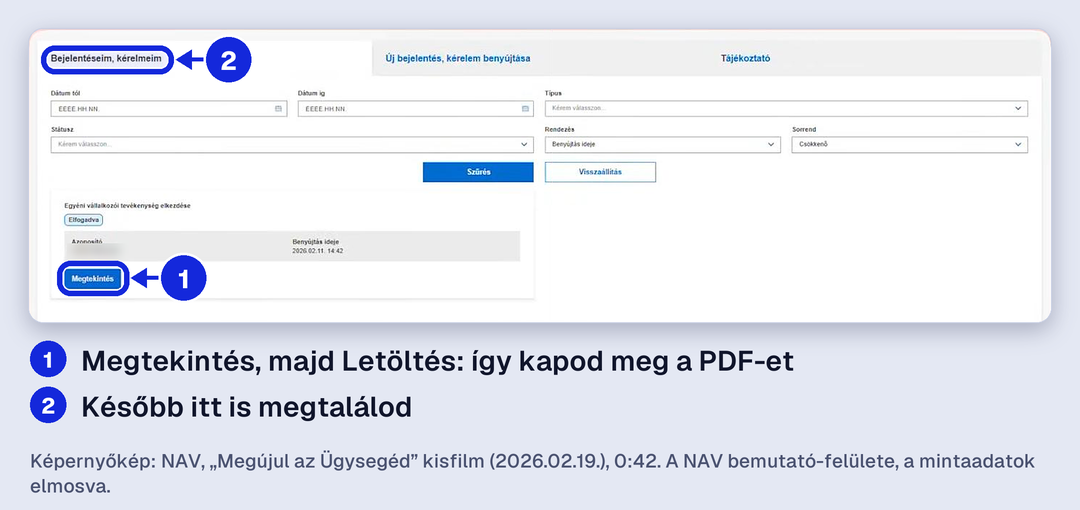 Bejelentéseim, kérelmeim
2
Új bejelentés, kérelem benyújtása
Tájékoztató
Dátum tól
Dátum ig
Típus
ÉÉÉÉ.HH.NN.
ÉÉÉÉ.HH.NN.
Kérem válasszon...
Státusz
Rendezés
Sorrend
Kérem válasszon...
Benyújtás ideje
Csökkenő
Szűrés
Visszaállítás
Egyéni vállalkozói tevékenység elkezdése
Elfogadva
Azonosító
Benyújtás ideje
2026.02.11. 14:42
Megtekintés
1
1 Megtekintés, majd Letöltés: így kapod meg a PDF-et
2 Később itt is megtalálod
Képernyőkép: NAV, „Megújul az Ügysegéd” kisfilm (2026.02.19.), 0:42. A NAV bemutató-felülete, a mintaadatok
elmosva.